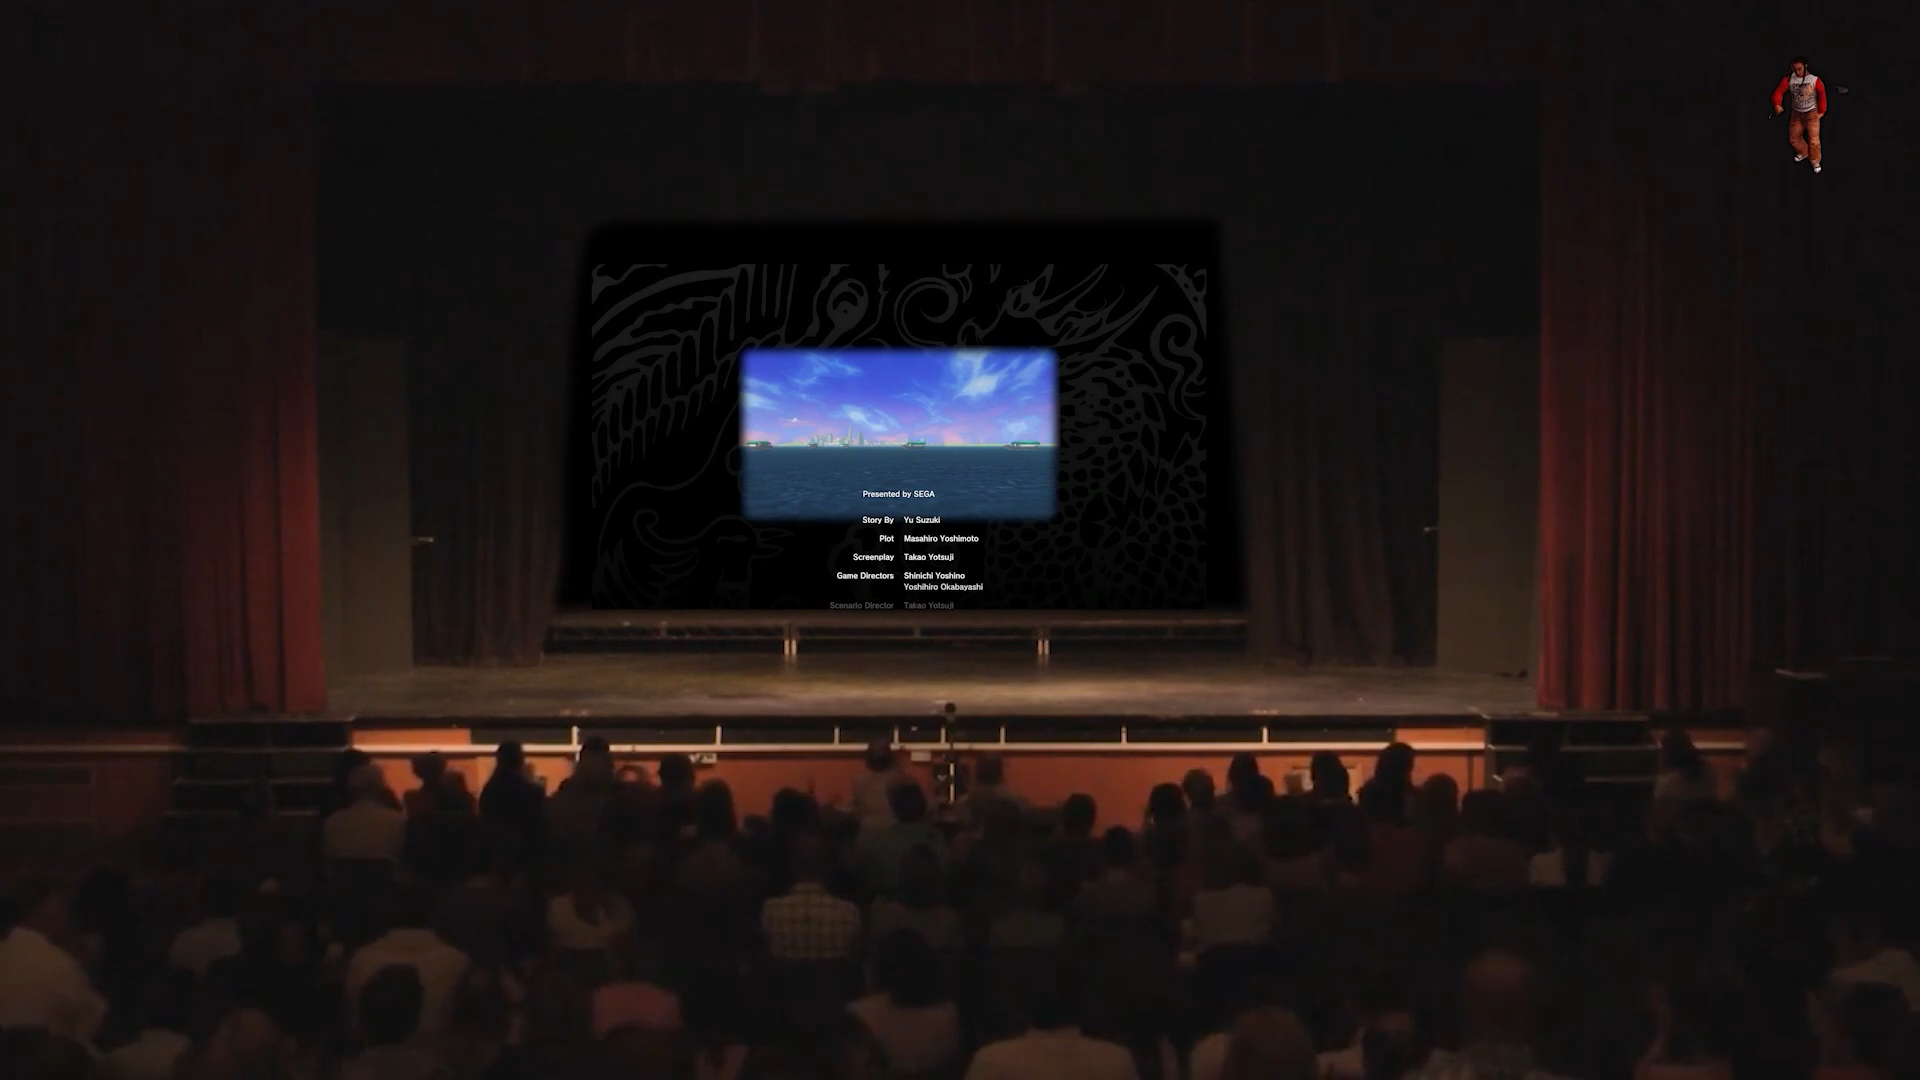 Presented by SEGA
Story By Yu Suzuki
Plot Masahiro Yoshimoto
Screenplay Takao Yotsuji
Game Directors Shinichi Yoshino
Yoshihiro Okabayashi
Scenario Director Takao Yotsuji